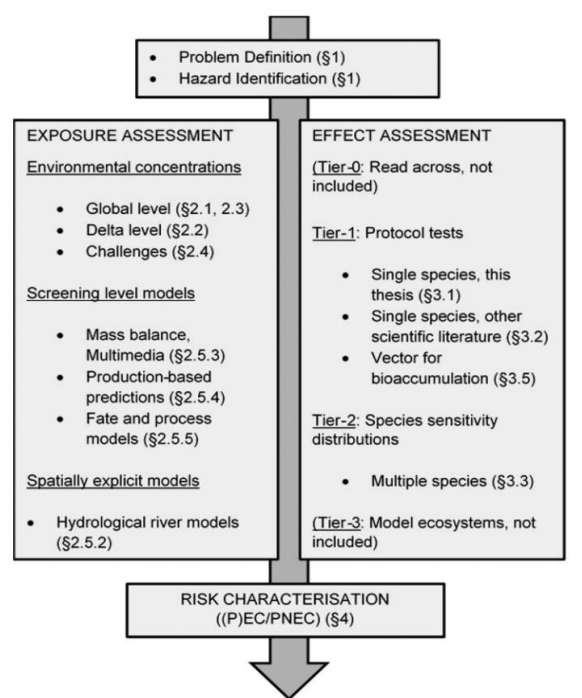 • Problem Definition (§1)
• Hazard Identification (§1)
EXPOSURE ASSESSMENT
Environmental concentrations
• Global level (§2.1, 2.3)
• Delta level (§2.2)
• Challenges (§2.4)
Screening level models
• Mass balance,
Multimedia (§2.5.3)
• Production-based
predictions (§2.5.4)
• Fate and process
models (§2.5.5)
Spatially explicit models
• Hydrological river models
(§2.5.2)
EFFECT ASSESSMENT
(Tier-0: Read across, not
included)
Tier-1: Protocol tests
• Single species, this
thesis (§3.1)
• Single species, other
scientific literature (§3.2)
• Vector for
bioaccumulation (§3.5)
Tier-2: Species sensitivity
distributions
• Multiple species (§3.3)
(Tier-3: Model ecosystems, not
included)
RISK CHARACTERISATION
((P)EC/PNEC) (§4)